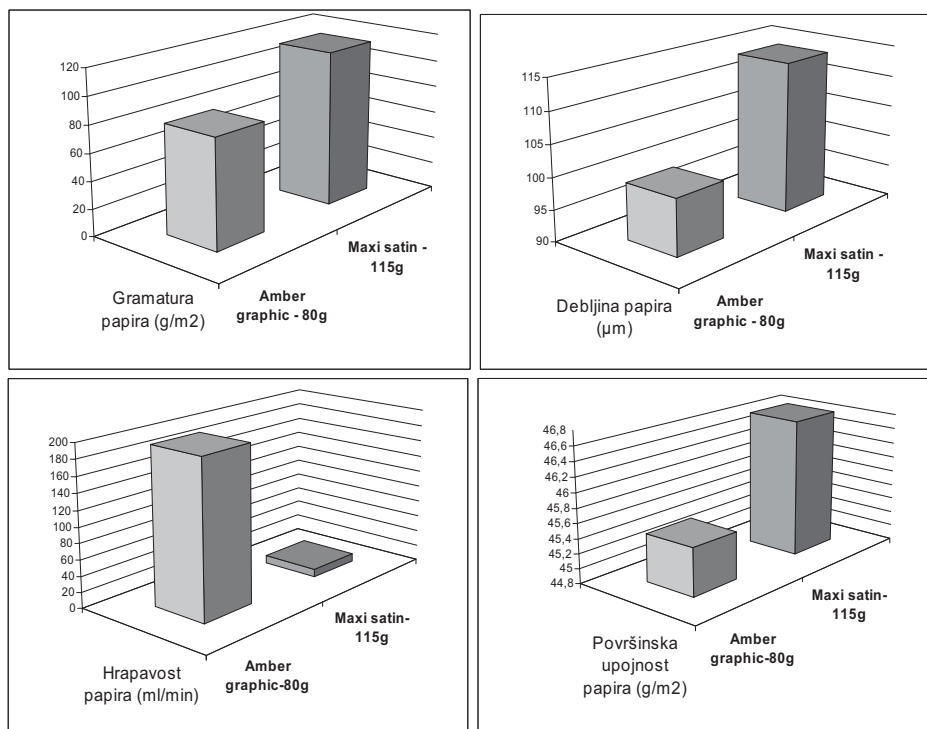 120
100
80
60
40
20
0
Gramatura
papira (g/m2)
Amber
graphic - 80g
Maxi satin -
115g
115
110
105
100
95
90
Debljina papira
(µm)
Amber
graphic - 80g
Maxi satin -
115g
200
180
160
140
120
100
80
60
40
20
0
Hrapavost
papira (ml/min)
Amber
graphic-80g
Maxi satin-
115g
46,8
46,6
46,4
46,2
46
45,8
45,6
45,4
45,2
45
44,8
Površinska
upojnost
papira (g/m2)
Amber
graphic-80g
Maxi satin-
115g